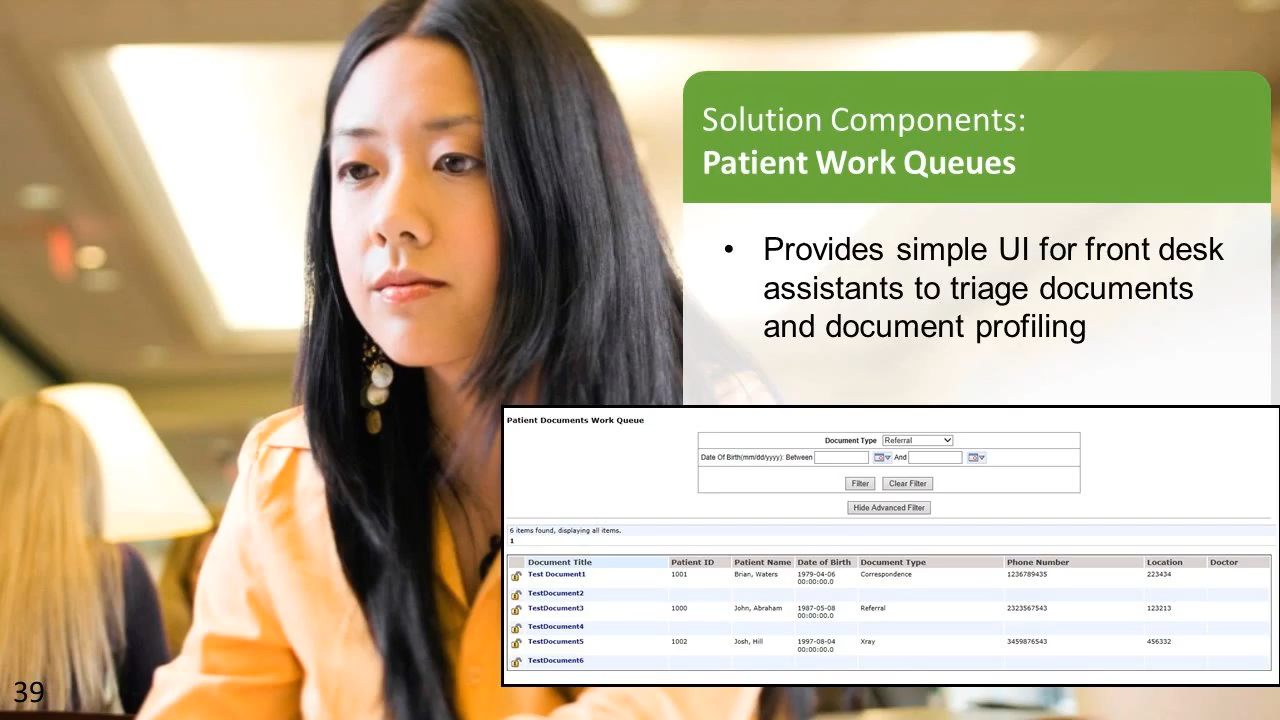 Solution Components:
Patient Work Queues
• Provides simple UI for front desk
assistants to triage documents
and document profiling
Patient Documents Work Queue
Document Type Referral
Date Of Birth(mm/dd/yyyy): Between And
Filter Clear Filter
Hide Advanced Filter
6 items found, displaying all items.
1
Document Title Patient ID Patient Name Date of Birth Document Type Phone Number Location Doctor
Test Document1 1001 Brian, Waters 1979-04-06 Correspondence 1236789435 223434
00:00:00.0
TestDocument2
TestDocument3 1000 John, Abraham 1987-05-08 Referral 2323567543 123213
00:00:00.0
TestDocument4
TestDocument5 1002 Josh, Hill 1997-08-04 Xray 3459876543 456332
00:00:00.0
TestDocument6
39